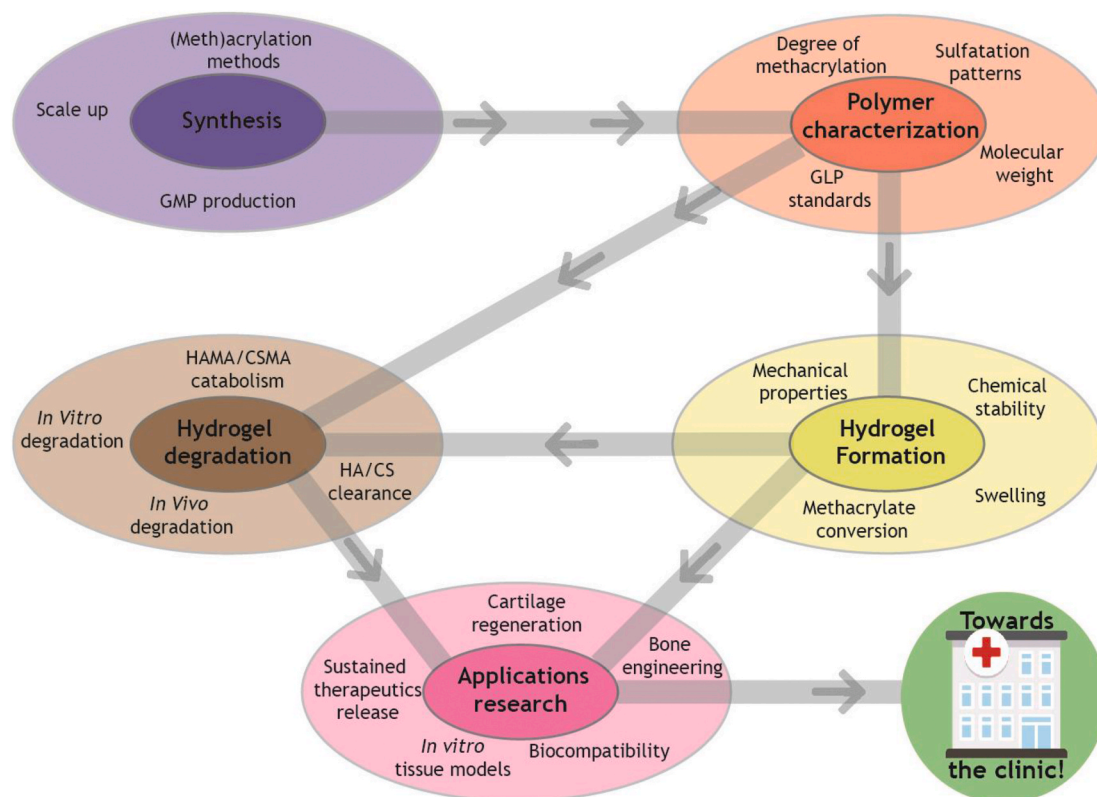 (Meth)acrylation
methods
Scale up
Synthesis
GMP production
Degree of
methacrylation
Sulfatation
patterns
Polymer
characterization
Molecular
weight
GLP
standards
HAMA/CSMA
catabolism
In Vitro
degradation
Hydrogel
degradation
HA/CS
clearance
In Vivo
degradation
Mechanical
properties
Chemical
stability
Hydrogel
Formation
Swelling
Methacrylate
conversion
Cartilage
regeneration
Bone
engineering
Sustained
therapeutics
release
Applications
research
In vitro
tissue models
Biocompatibility
Towards
the clinic!